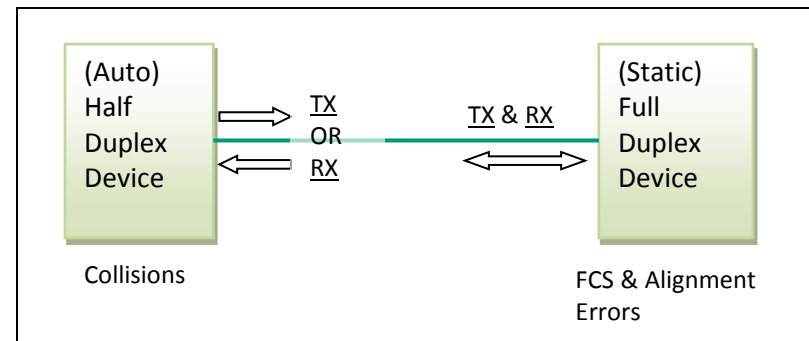 (Auto)
Half
Duplex
Device
TX
OR
RX
TX & RX
(Static)
Full
Duplex
Device
Collisions
FCS & Alignment
Errors